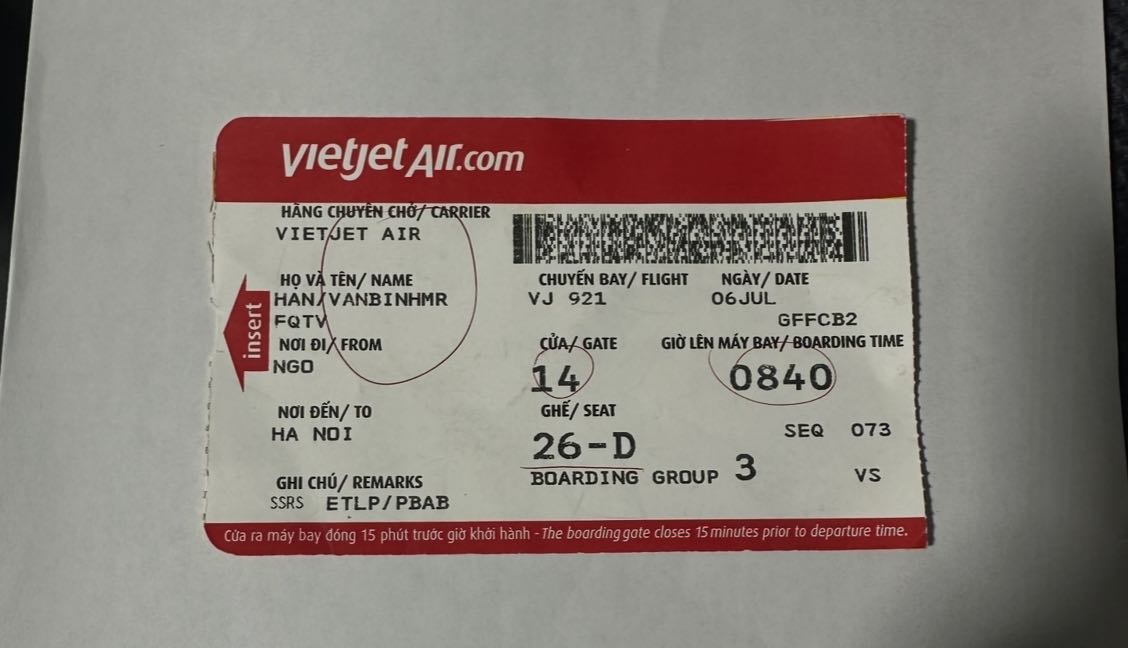 vietjetAir.com
HÃNG CHUYÊN CHỞ/ CARRIER
VIETJET AIR
HỌ VÀ TÊN/ NAME
HAN/VANBINHMR
FQTV
NƠI ĐI/ FROM
NGO
NƠI ĐẾN/ TO
HA NOI
GHI CHÚ/ REMARKS
SSRS ETLP/PBAB
insert
CHUYẾN BAY/ FLIGHT NGÀY/ DATE
VJ 921 06JUL
GFFCB2
CỬA/ GATE GIỜ LÊN MÁY BAY/ BOARDING TIME
14 0840
GHẾ/ SEAT
26-D SEQ 073
BOARDING GROUP 3 VS
Cửa ra máy bay đóng 15 phút trước giờ khởi hành - The boarding gate closes 15 minutes prior to departure time.